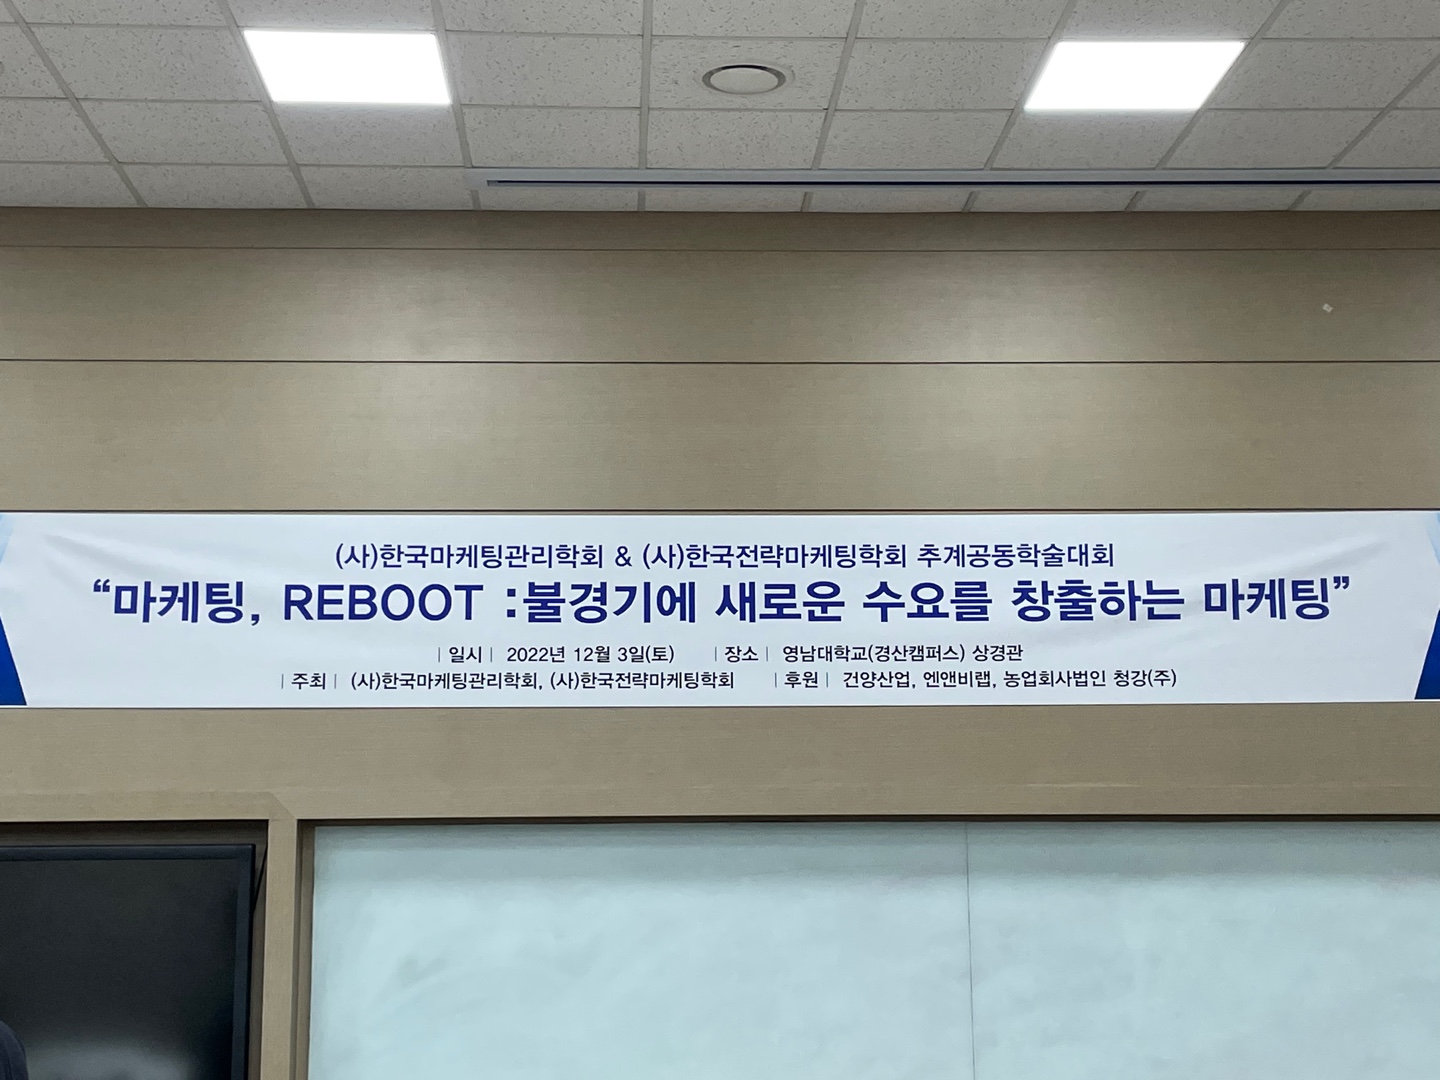 (사)한국마케팅관리학회 & (사)한국전략마케팅학회 추계공동학술대회
“마케팅, REBOOT :불경기에 새로운 수요를 창출하는 마케팅”
| 일시 | 2022년 12월 3일(토) | 장소 | 영남대학교(경산캠퍼스) 상경관
| 주최 | (사)한국마케팅관리학회, (사)한국전략마케팅학회 | 후원 | 건양산업, 엔앤비랩, 농업회사법인 청강(주)